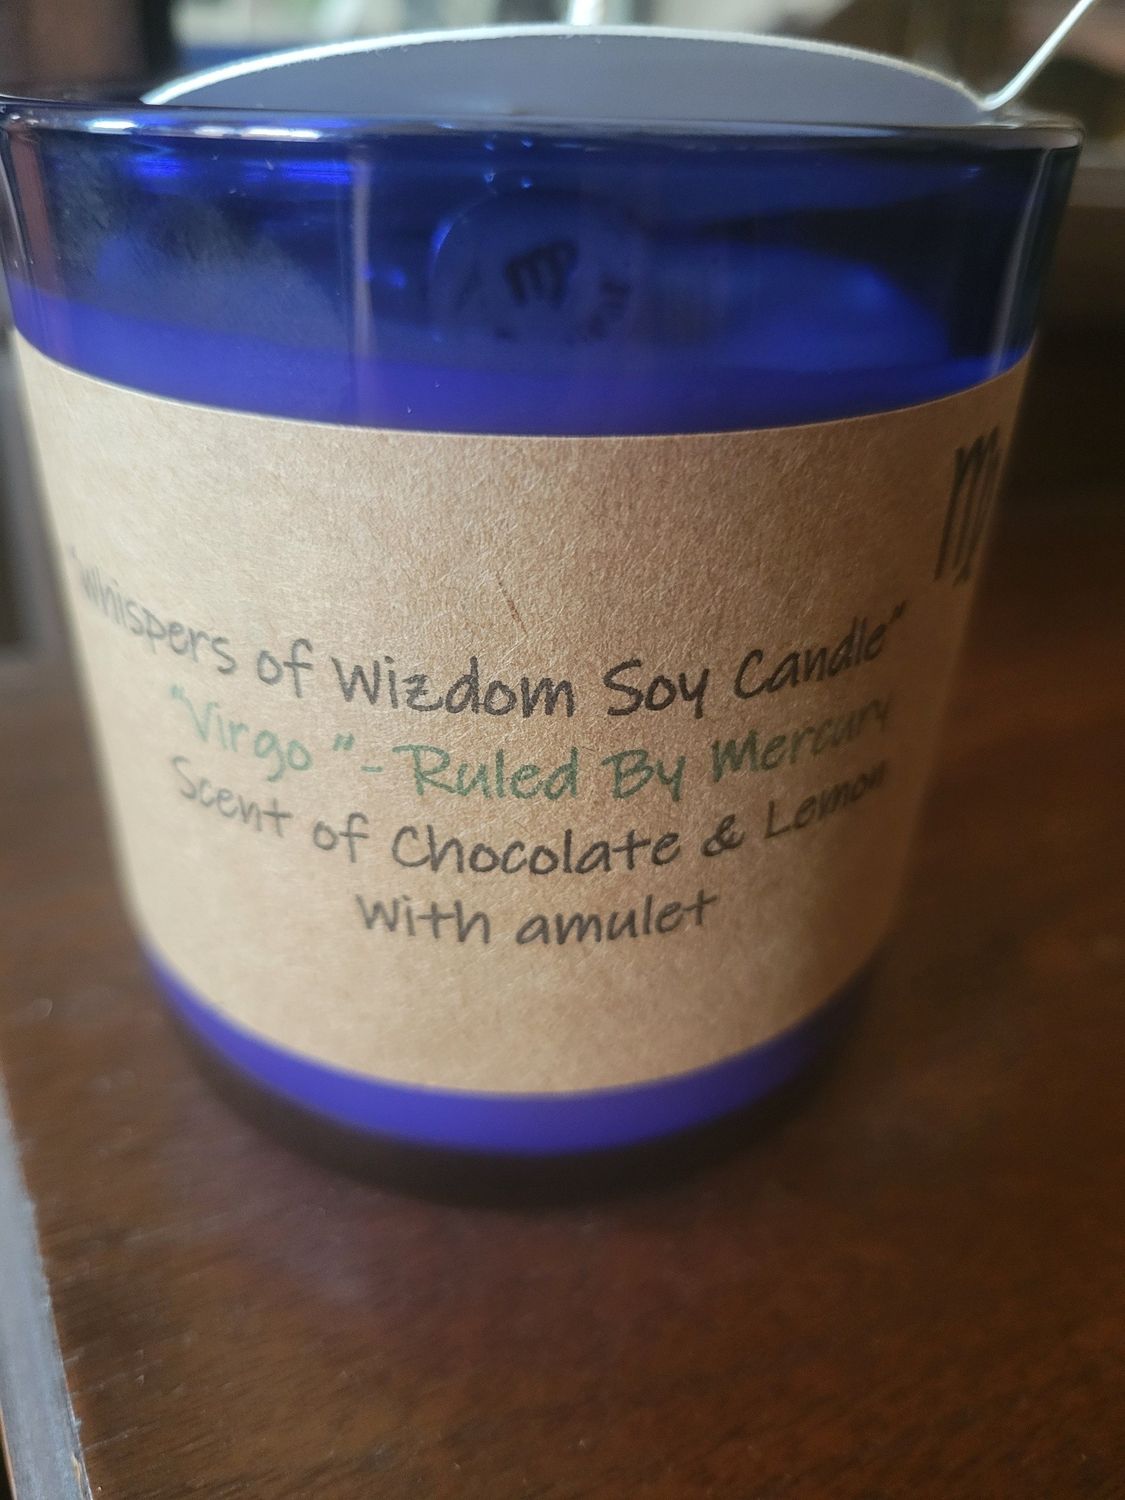 "Whispers of Wizdom Soy Candle"
"Virgo" - Ruled By Mercury
Scent of Chocolate & Lemon
With amulet